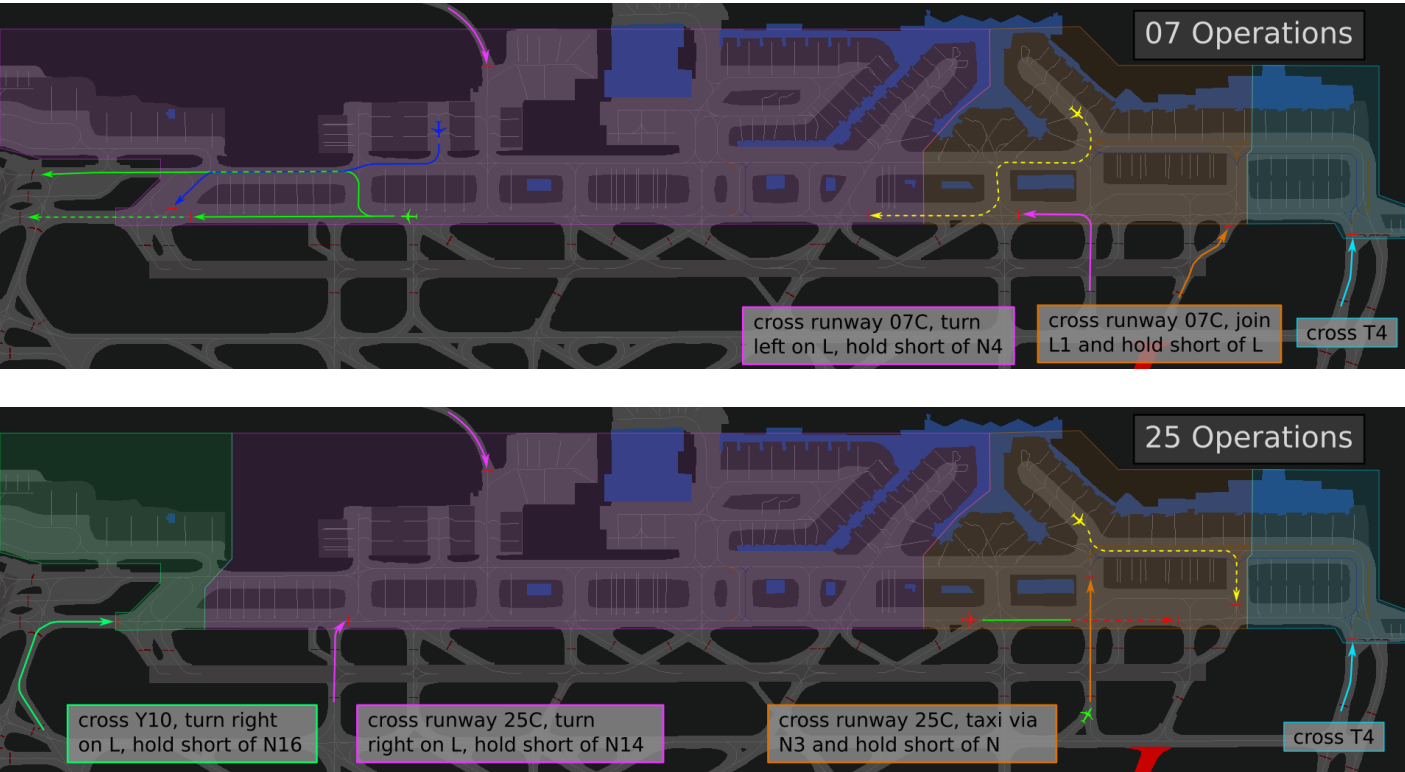 07 Operations
cross runway 07C, turn
left on L, hold short of N4
cross runway 07C, join
L1 and hold short of L
cross T4
25 Operations
cross Y10, turn right
on L, hold short of N16
cross runway 25C, turn
right on L, hold short of N14
cross runway 25C, taxi via
N3 and hold short of N
cross T4